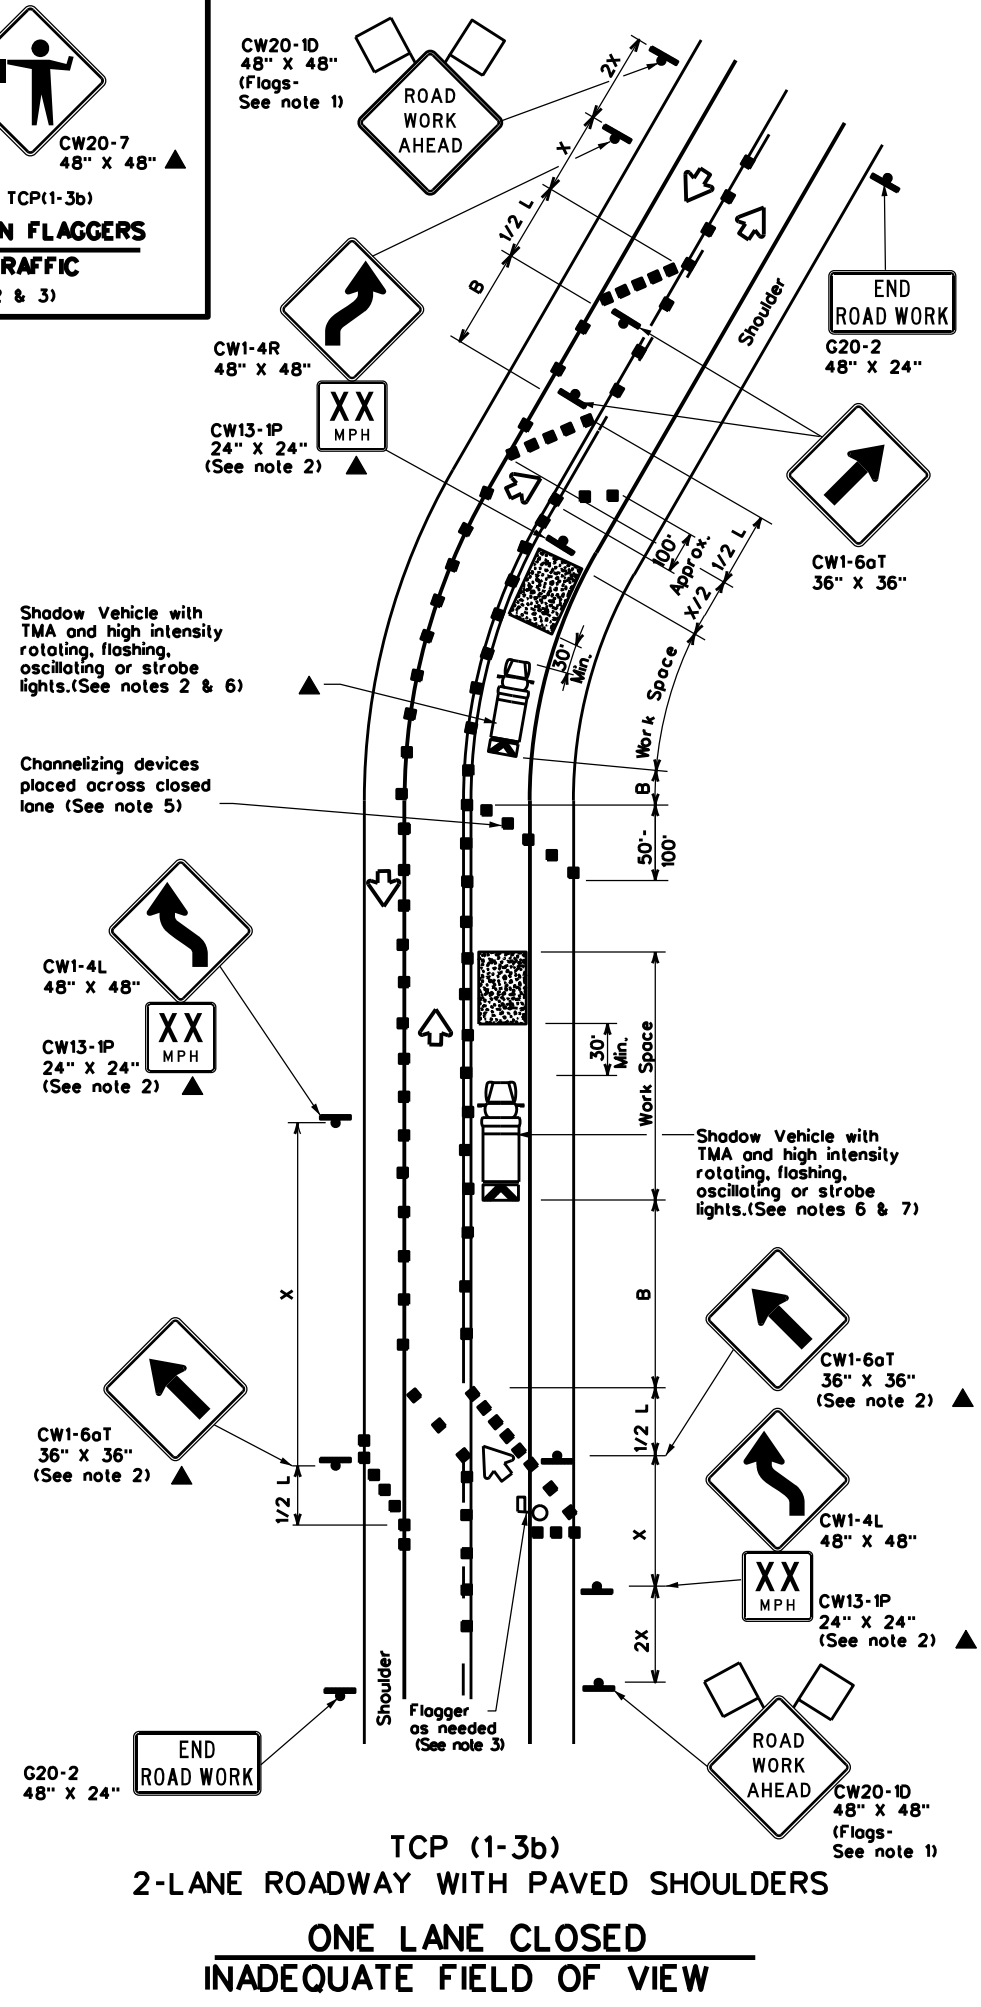 CW20-7
48" X 48"
TCP(1-3b)
N FLAGGERS
RAFFIC
2 & 3)
CW20-1D
48" X 48"
(Flags-
See note 1)
ROAD
WORK
AHEAD
2X
X
1/2 L
B
CW1-4R
48" X 48"
XX
MPH
CW13-1P
24" X 24"
(See note 2)
Shoulder
END
ROAD WORK
G20-2
48" X 24"
CW1-6aT
36" X 36"
100'
Approx.
1/2 L
X/2
30'
Min.
Work Space
B
50'-
100'
Shadow Vehicle with
TMA and high intensity
rotating, flashing,
oscillating or strobe
lights.(See notes 2 & 6)
Channelizing devices
placed across closed
lane (See note 5)
CW1-4L
48" X 48"
XX
MPH
CW13-1P
24" X 24"
(See note 2)
30'
Min.
Work Space
Shadow Vehicle with
TMA and high intensity
rotating, flashing,
oscillating or strobe
lights.(See notes 6 & 7)
X
B
CW1-6aT
36" X 36"
(See note 2)
1/2 L
1/2 L
CW1-6aT
36" X 36"
(See note 2)
X
CW1-4L
48" X 48"
XX
MPH
CW13-1P
24" X 24"
(See note 2)
2X
Shoulder
Flagger
as needed
(See note 3)
END
ROAD WORK
G20-2
48" X 24"
ROAD
WORK
AHEAD
CW20-1D
48" X 48"
(Flags-
See note 1)
TCP (1-3b)
2-LANE ROADWAY WITH PAVED SHOULDERS
ONE LANE CLOSED
INADEQUATE FIELD OF VIEW